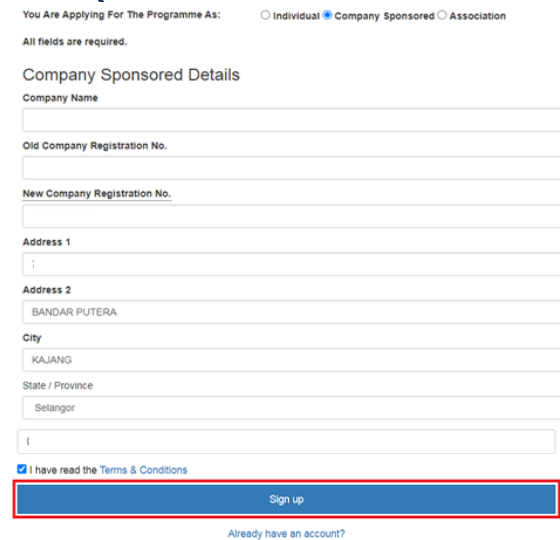 You Are Applying For The Programme As: Individual Company Sponsored Association
All fields are required.
Company Sponsored Details
Company Name
Old Company Registration No.
New Company Registration No.
Address 1
Address 2
BANDAR PUTERA
City
KAJANG
State / Province
Selangor
I have read the Terms & Conditions
Sign up
Already have an account?